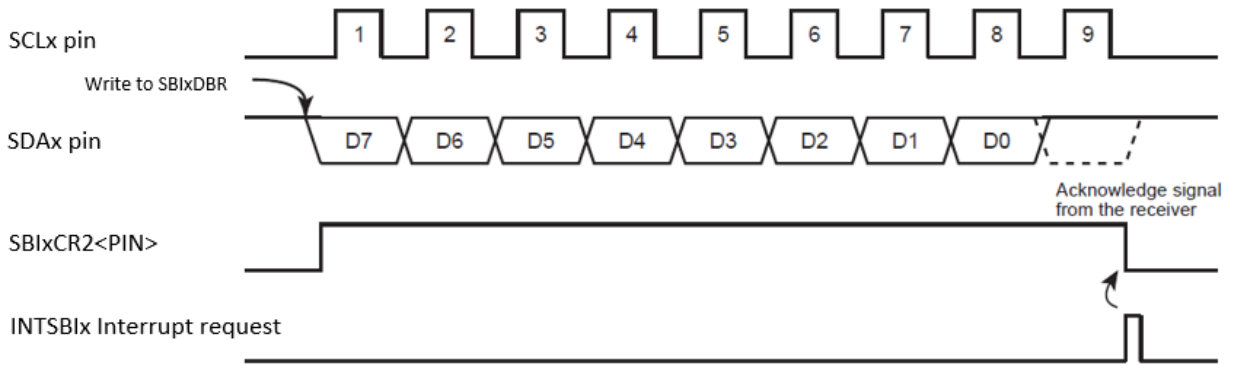 SCLx pin
1 2 3 4 5 6 7 8 9
Write to SBIxDBR
SDAx pin
D7 D6 D5 D4 D3 D2 D1 D0
Acknowledge signal
from the receiver
SBIxCR2<PIN>
INTSBIx Interrupt request